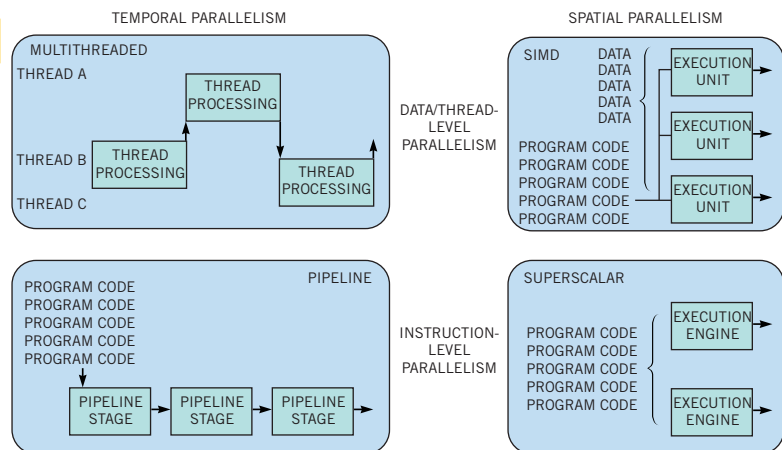 TEMPORAL PARALLELISM
SPATIAL PARALLELISM
MULTITHREADED
THREAD A
THREAD
PROCESSING
THREAD B
THREAD
PROCESSING
THREAD
PROCESSING
THREAD C
DATA/THREAD-
LEVEL
PARALLELISM
SIMD
DATA
DATA
DATA
DATA
DATA
PROGRAM CODE
PROGRAM CODE
PROGRAM CODE
PROGRAM CODE
PROGRAM CODE
EXECUTION
UNIT
EXECUTION
UNIT
EXECUTION
UNIT
PIPELINE
PROGRAM CODE
PROGRAM CODE
PROGRAM CODE
PROGRAM CODE
PROGRAM CODE
PIPELINE
STAGE
PIPELINE
STAGE
PIPELINE
STAGE
INSTRUCTION-
LEVEL
PARALLELISM
SUPERSCALAR
PROGRAM CODE
PROGRAM CODE
PROGRAM CODE
PROGRAM CODE
PROGRAM CODE
EXECUTION
ENGINE
EXECUTION
ENGINE